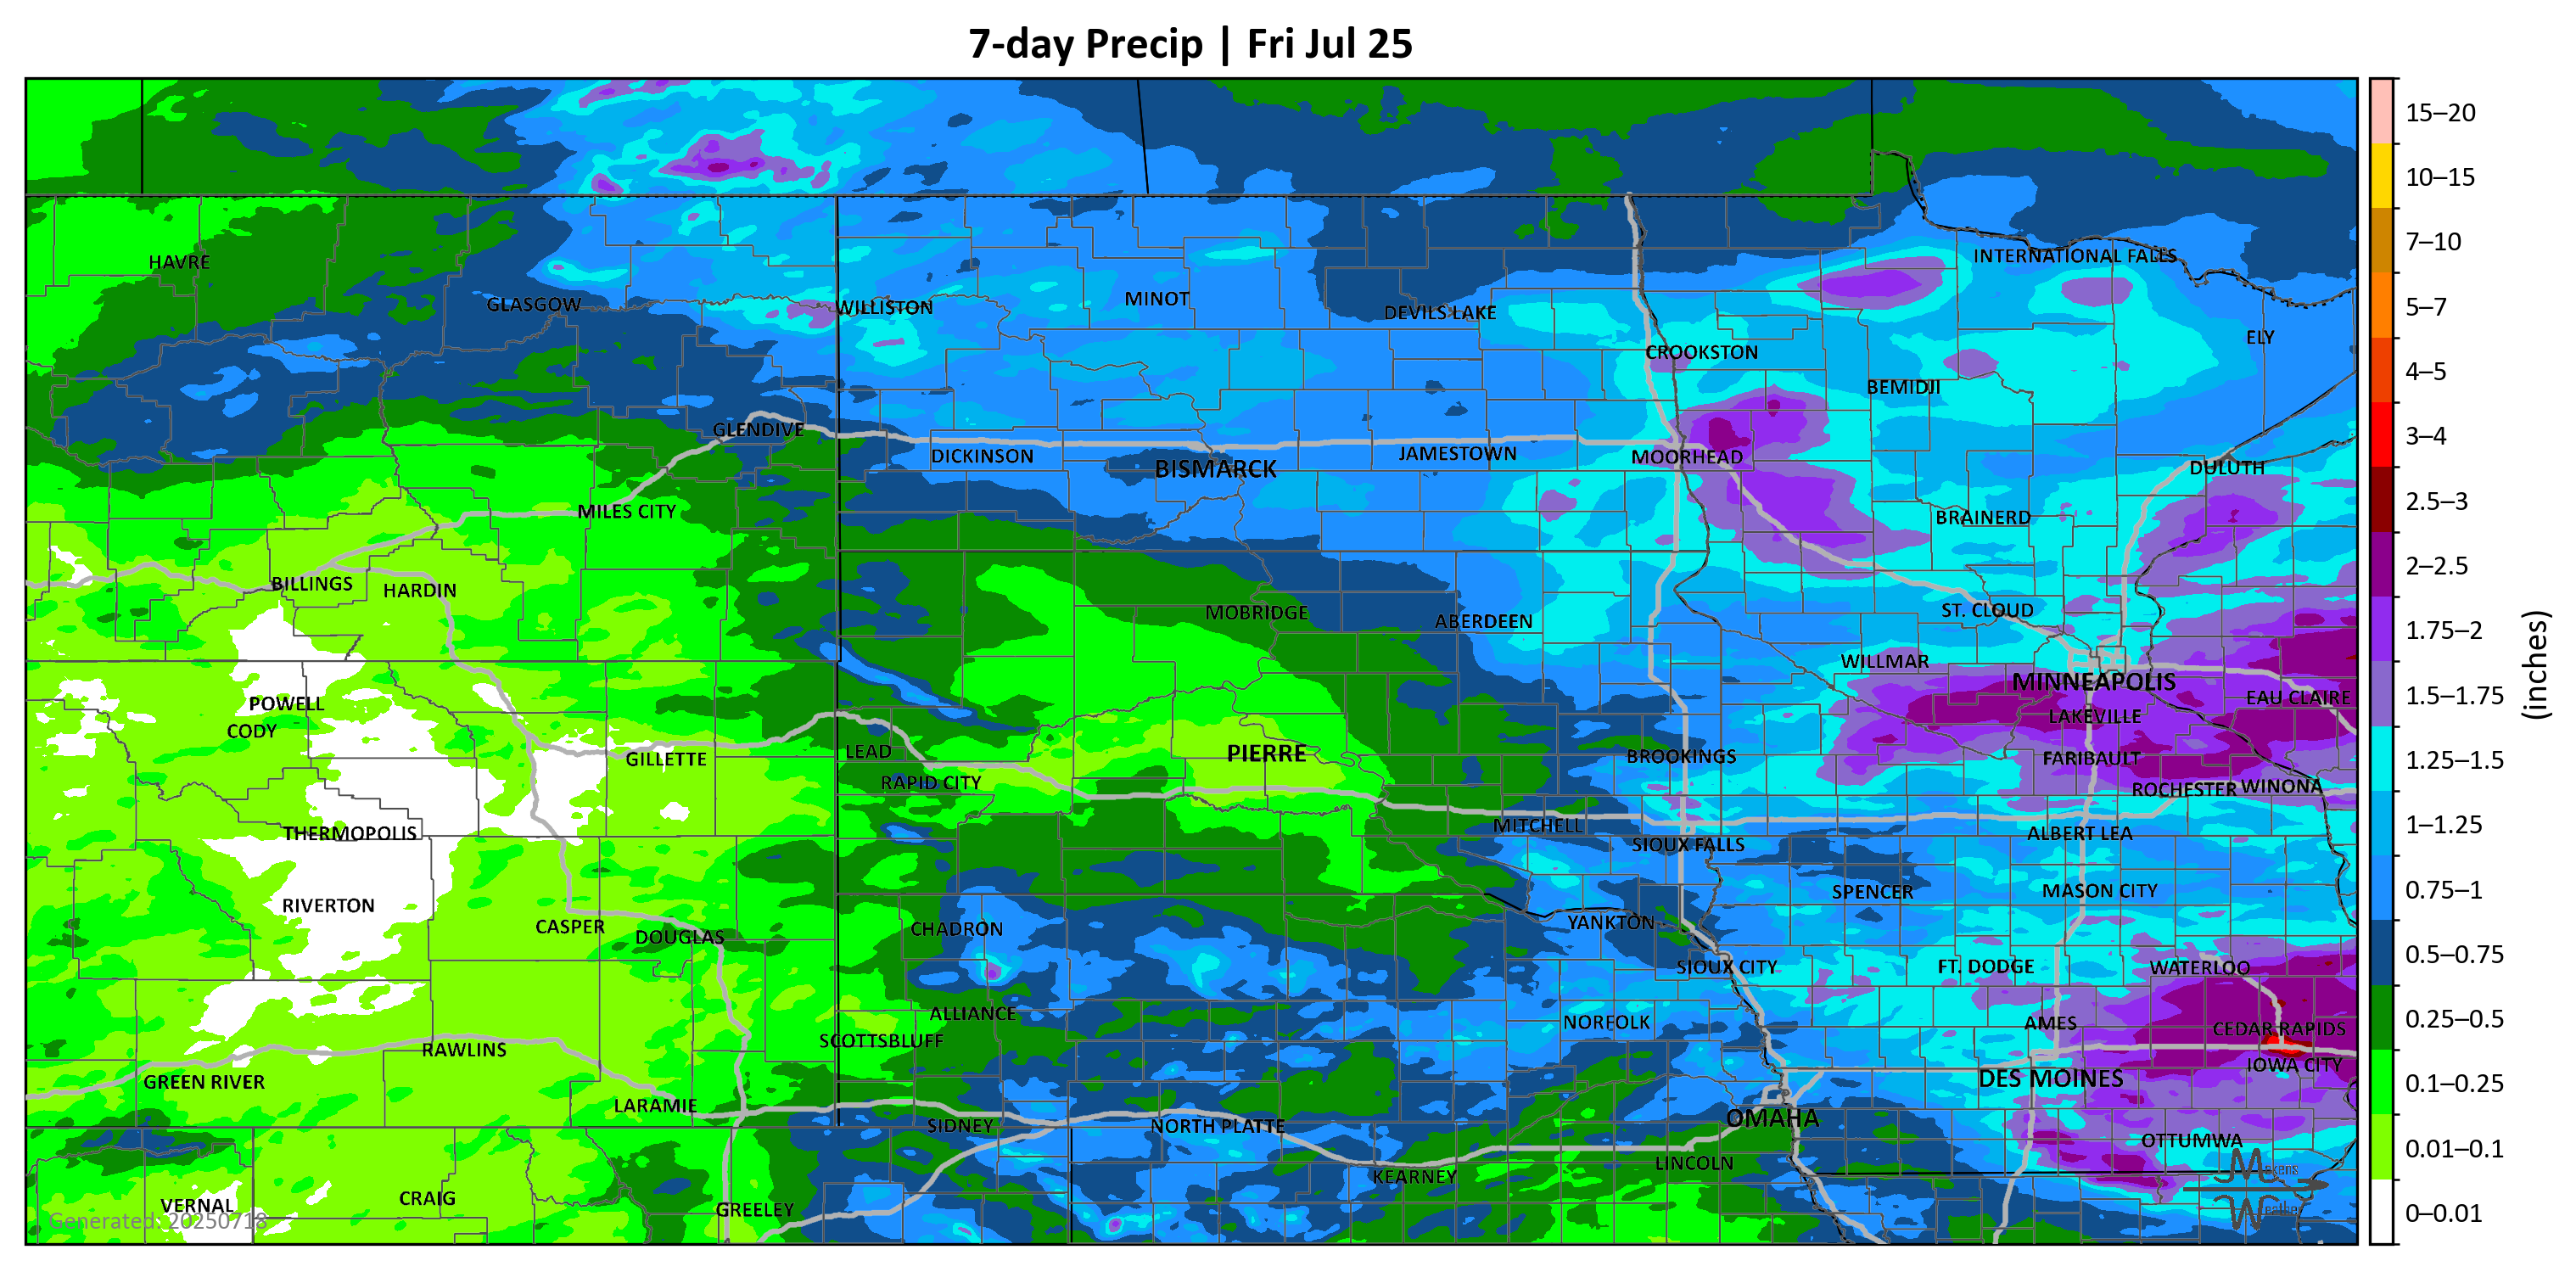 7-day Precip | Fri Jul 25
15–20
10–15
7–10
5–7
4–5
3–4
2.5–3
2–2.5
1.75–2
1.5–1.75
1.25–1.5
1–1.25
0.75–1
0.5–0.75
0.25–0.5
0.1–0.25
0.01–0.1
0–0.01
(inches)
INTERNATIONAL FALLS
HAVRE
GLASGOW
WILLISTON
MINOT
DEVILS LAKE
ELY
CROOKSTON
BEMIDJI
GLENDIVE
DICKINSON
BISMARCK
JAMESTOWN
MOORHEAD
DULUTH
MILES CITY
BRAINERD
BILLINGS
HARDIN
MOBRIDGE
ABERDEEN
ST. CLOUD
WILLMAR
MINNEAPOLIS
EAU CLAIRE
POWELL
CODY
LAKEVILLE
GILLETTE
LEAD
PIERRE
BROOKINGS
FARIBAULT
RAPID CITY
ROCHESTER
WINONA
THERMOPOLIS
MITCHELL
ALBERT LEA
SIOUX FALLS
RIVERTON
SPENCER
MASON CITY
CASPER
DOUGLAS
CHADRON
YANKTON
SIOUX CITY
FT. DODGE
WATERLOO
ALLIANCE
NORFOLK
AMES
CEDAR RAPIDS
SCOTTSBLUFF
RAWLINS
IOWA CITY
GREEN RIVER
DES MOINES
LARAMIE
OMAHA
SIDNEY
NORTH PLATTE
OTTUMWA
LINCOLN
KEARNEY
VERNAL
CRAIG
GREELEY
Makens
Weather
Generated: 20250718